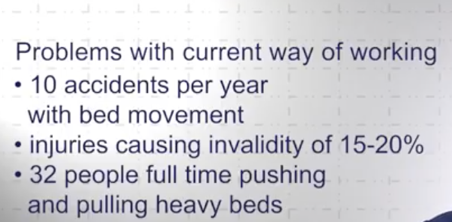 Problems with current way of working
• 10 accidents per year
with bed movement
• injuries causing invalidity of 15-20%
• 32 people full time pushing
and pulling heavy beds